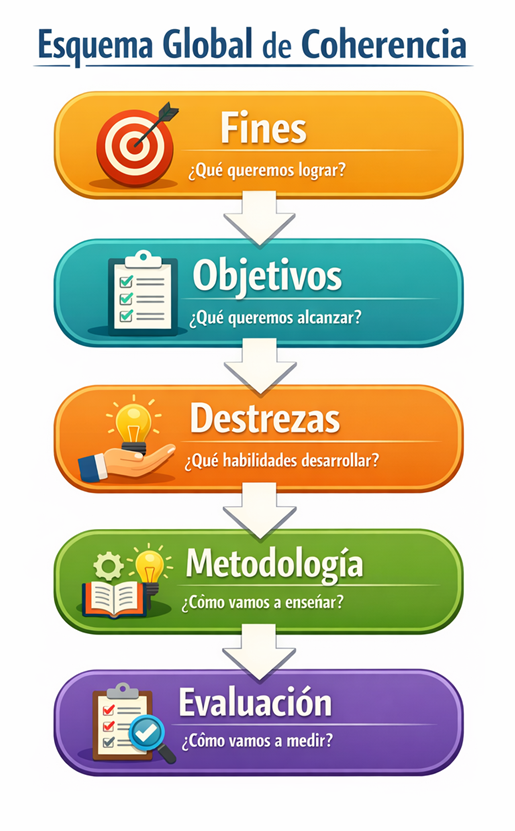 Esquema Global de Coherencia
Fines
¿Qué queremos lograr?
Objetivos
¿Qué queremos alcanzar?
Destrezas
¿Qué habilidades desarrollar?
Metodología
¿Cómo vamos a enseñar?
Evaluación
¿Cómo vamos a medir?